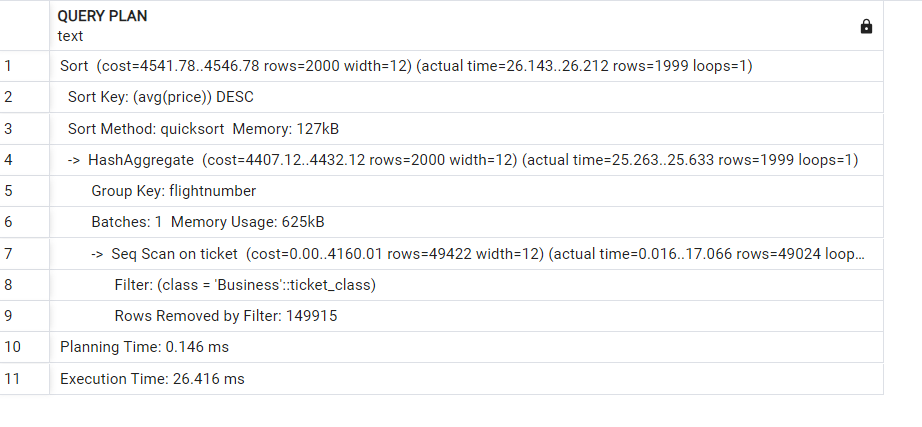 QUERY PLAN
text
1 Sort (cost=4541.78..4546.78 rows=2000 width=12) (actual time=26.143..26.212 rows=1999 loops=1)
2 Sort Key: (avg(price)) DESC
3 Sort Method: quicksort Memory: 127kB
4 -> HashAggregate (cost=4407.12..4432.12 rows=2000 width=12) (actual time=25.263..25.633 rows=1999 loops=1)
5 Group Key: flightnumber
6 Batches: 1 Memory Usage: 625kB
7 -> Seq Scan on ticket (cost=0.00..4160.01 rows=49422 width=12) (actual time=0.016..17.066 rows=49024 loop...
8 Filter: (class = 'Business'::ticket_class)
9 Rows Removed by Filter: 149915
10 Planning Time: 0.146 ms
11 Execution Time: 26.416 ms